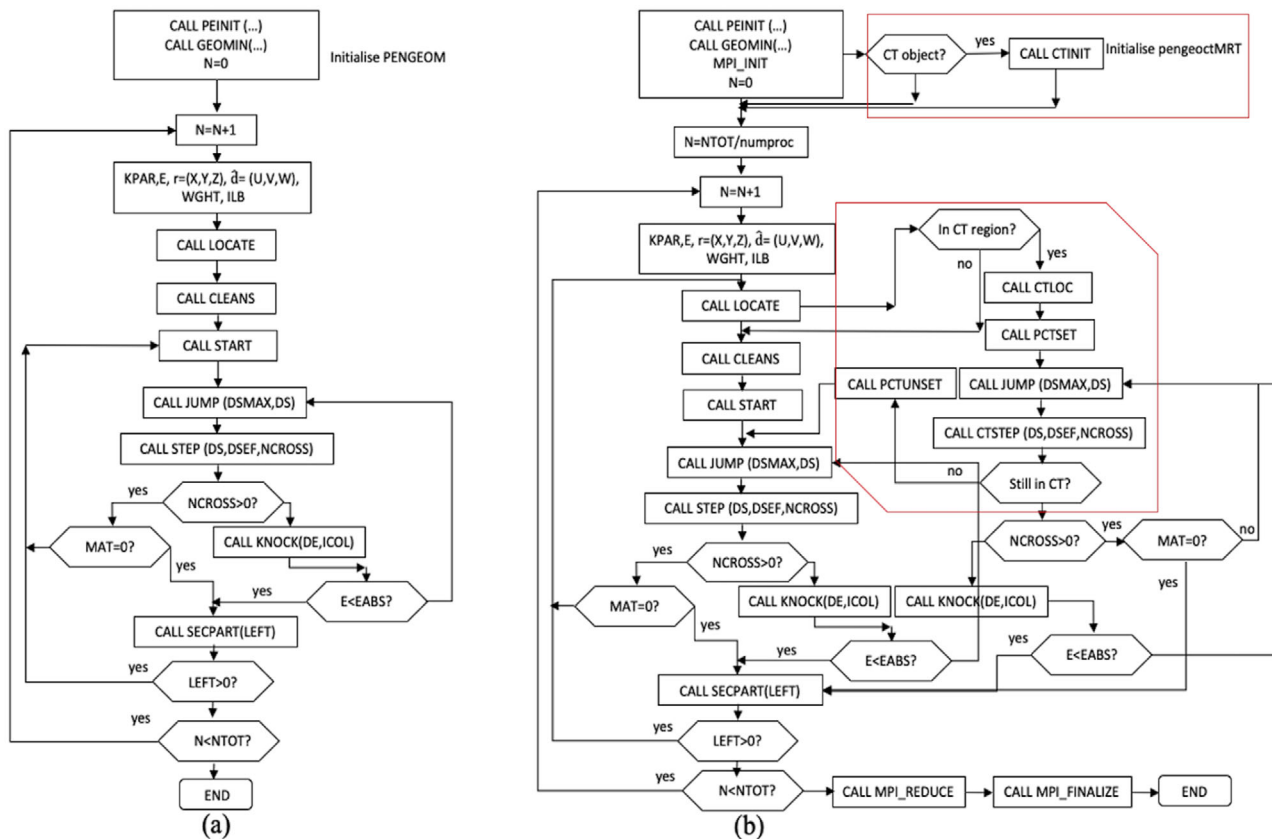 CALL PEINIT (...)
CALL GEOMIN(...)
N=0
Initialise PENGEOM
N=N+1
KPAR,E, r=(X,Y,Z), d̂= (U,V,W),
WGHT, ILB
CALL LOCATE
CALL CLEANS
CALL START
CALL JUMP (DSMAX,DS)
CALL STEP (DS,DSEF,NCROSS)
yes
NCROSS>0?
MAT=0?
CALL KNOCK(DE,ICOL)
yes
yes
E<EABS?
CALL SECPART(LEFT)
yes
LEFT>0?
yes
N<NTOT?
END
(a)
CALL PEINIT (...)
CALL GEOMIN(...)
MPI_INIT
N=0
CT object?
yes
CALL CTINIT
Initialise pengeoctMRT
N=NTOT/numproc
N=N+1
KPAR,E, r=(X,Y,Z), d̂= (U,V,W),
WGHT, ILB
In CT region?
yes
no
CALL LOCATE
CALL CTLOC
CALL PCTSET
CALL CLEANS
CALL PCTUNSET
CALL JUMP (DSMAX,DS)
CALL START
CALL CTSTEP (DS,DSEF,NCROSS)
CALL JUMP (DSMAX,DS)
no
Still in CT?
CALL STEP (DS,DSEF,NCROSS)
NCROSS>0?
yes
MAT=0?
no
yes
yes
NCROSS>0?
MAT=0?
CALL KNOCK(DE,ICOL)
CALL KNOCK(DE,ICOL)
yes
yes
E<EABS?
yes
E<EABS?
CALL SECPART(LEFT)
yes
LEFT>0?
yes
N<NTOT?
CALL MPI_REDUCE
CALL MPI_FINALIZE
END
(b)